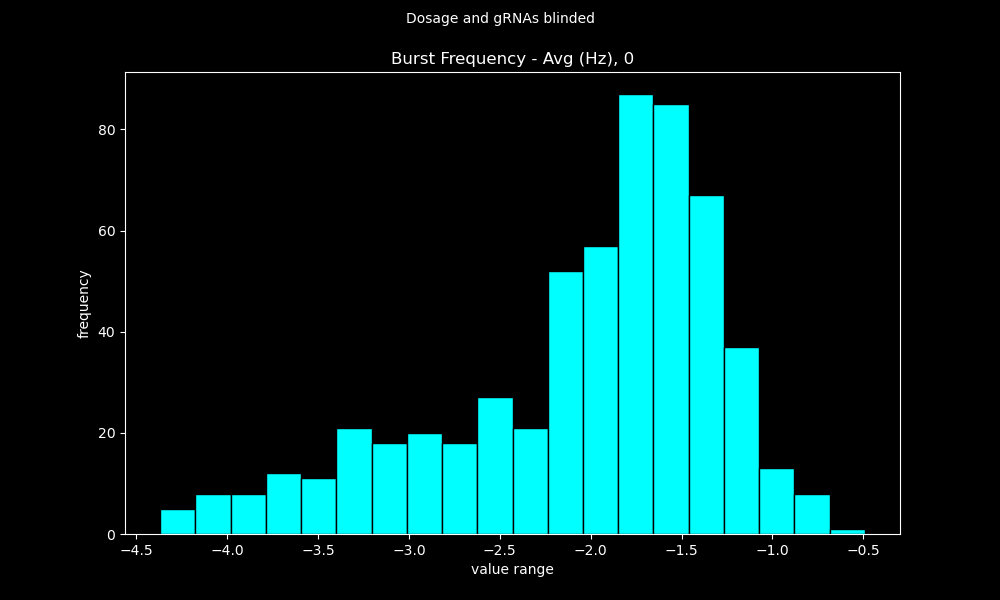 Dosage and gRNAs blinded
Burst Frequency - Avg (Hz), 0
80
60
40
20
0
frequency
−4.5 −4.0 −3.5 −3.0 −2.5 −2.0 −1.5 −1.0 −0.5
value range